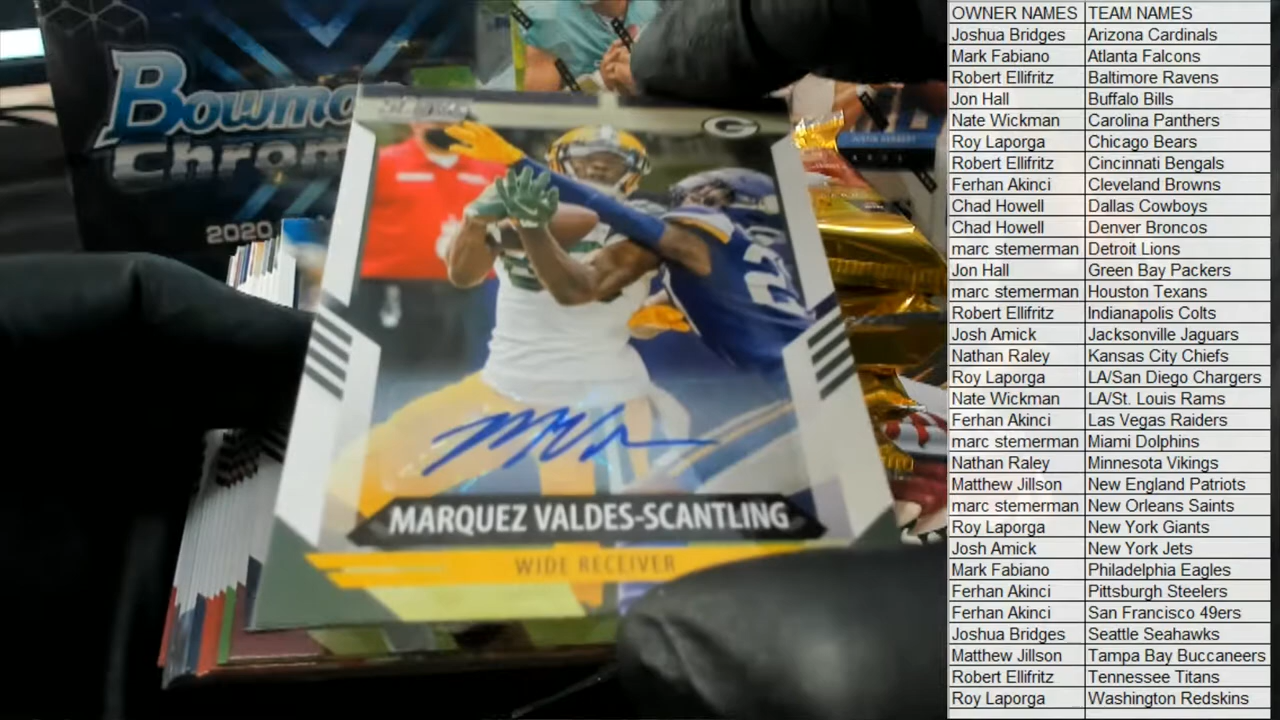 Bowma
Chrom
2020
JUSTIN HERBERT
G
MARQUEZ VALDES-SCANTLING
WIDE RECEIVER
OWNER NAMES TEAM NAMES
Joshua Bridges Arizona Cardinals
Mark Fabiano Atlanta Falcons
Robert Ellifritz Baltimore Ravens
Jon Hall Buffalo Bills
Nate Wickman Carolina Panthers
Roy Laporga Chicago Bears
Robert Ellifritz Cincinnati Bengals
Ferhan Akinci Cleveland Browns
Chad Howell Dallas Cowboys
Chad Howell Denver Broncos
marc stemerman Detroit Lions
Jon Hall Green Bay Packers
marc stemerman Houston Texans
Robert Ellifritz Indianapolis Colts
Josh Amick Jacksonville Jaguars
Nathan Raley Kansas City Chiefs
Roy Laporga LA/San Diego Chargers
Nate Wickman LA/St. Louis Rams
Ferhan Akinci Las Vegas Raiders
marc stemerman Miami Dolphins
Nathan Raley Minnesota Vikings
Matthew Jillson New England Patriots
marc stemerman New Orleans Saints
Roy Laporga New York Giants
Josh Amick New York Jets
Mark Fabiano Philadelphia Eagles
Ferhan Akinci Pittsburgh Steelers
Ferhan Akinci San Francisco 49ers
Joshua Bridges Seattle Seahawks
Matthew Jillson Tampa Bay Buccaneers
Robert Ellifritz Tennessee Titans
Roy Laporga Washington Redskins